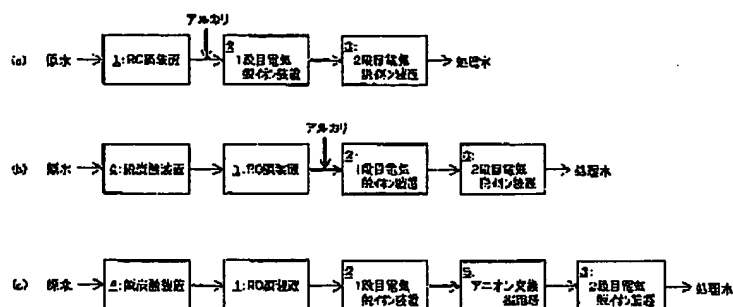 アルカリ
(a) 原水 1:RO膜装置 2: 1段目電気脱イオン装置 3: 2段目電気脱イオン装置 処理水
アルカリ
(b) 原水 4:脱炭酸装置 1:RO膜装置 2: 1段目電気脱イオン装置 3: 2段目電気脱イオン装置 処理水
(c) 原水 4:脱炭酸装置 1:RO膜装置 2: 1段目電気脱イオン装置 5: アニオン交換 3: 2段目電気脱イオン装置 処理水